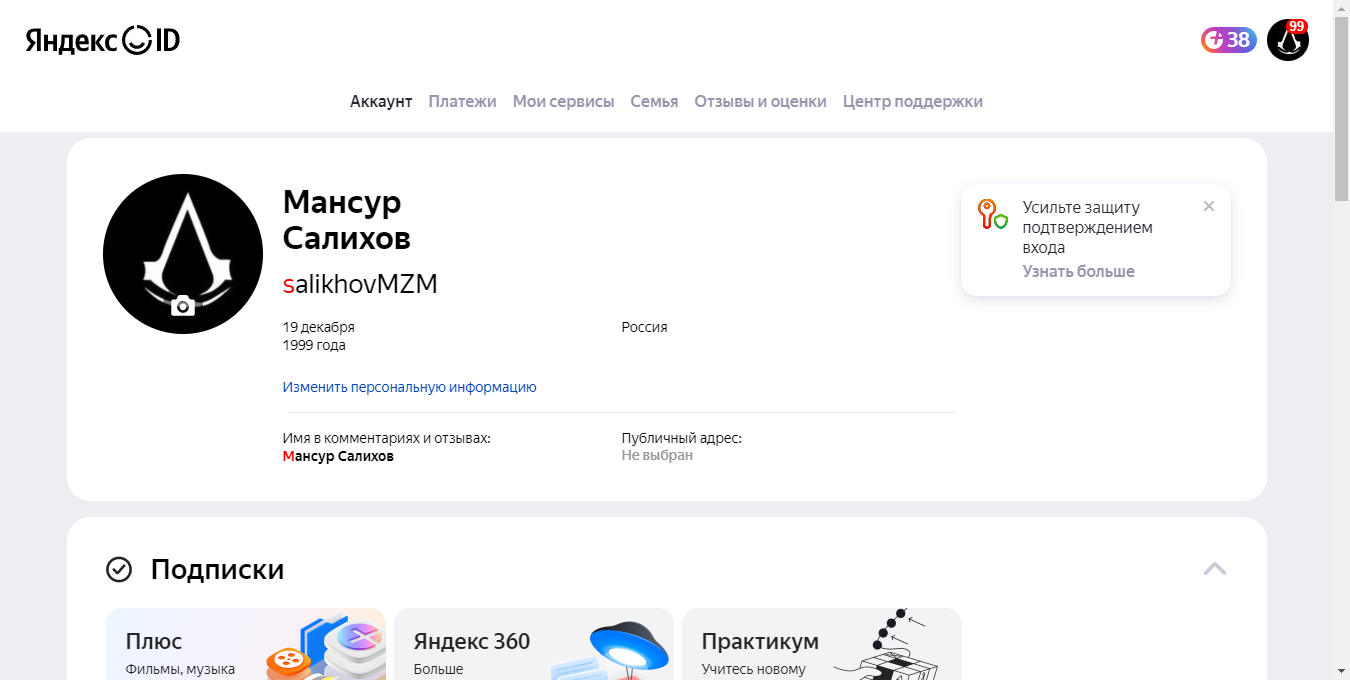 Яндекс ID
38
99
Аккаунт Платежи Мои сервисы Семья Отзывы и оценки Центр поддержки
Мансур
Салихов
salikhovMZM
19 декабря
1999 года
Россия
Изменить персональную информацию
Имя в комментариях и отзывах:
Мансур Салихов
Публичный адрес:
Не выбран
Усильте защиту
подтверждением
входа
Узнать больше
Подписки
Плюс
Фильмы, музыка
Яндекс 360
Больше
Практикум
Учитесь новому